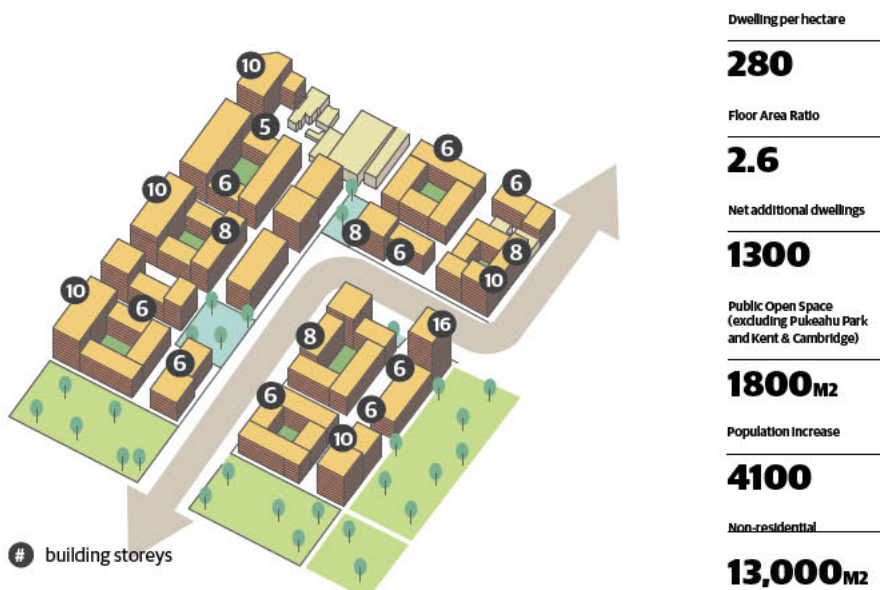 10
5
6
10
6
6
8
8
6
8
10
10
6
6
16
8
6
6
6
10
# building storeys
Dwelling per hectare
280
Floor Area Ratio
2.6
Net additional dwellings
1300
Public Open Space
(excluding Pukeahu Park
and Kent & Cambridge)
1800M2
Population Increase
4100
Non-residential
13,000M2